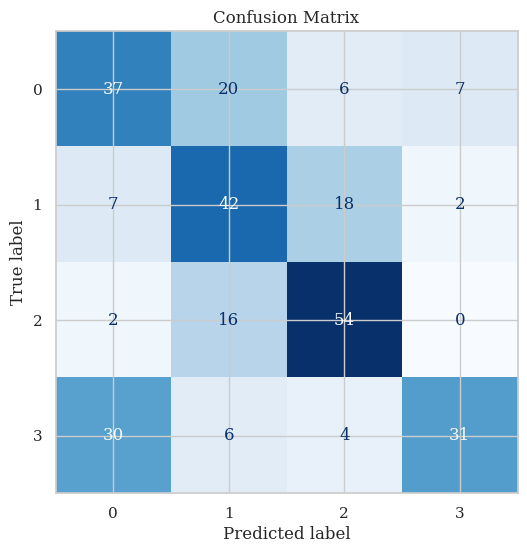 Confusion Matrix
True label
0 37 20 6 7
1 7 42 18 2
2 2 16 54 0
3 30 6 4 31
0 1 2 3
Predicted label